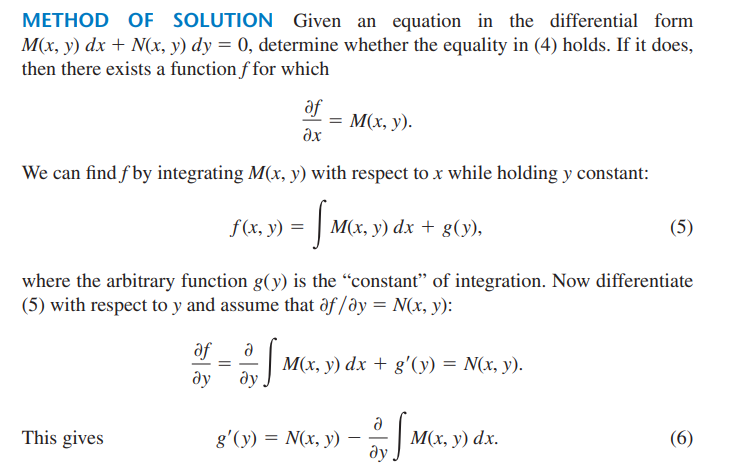 METHOD OF SOLUTION Given an equation in the differential form
M(x, y) dx + N(x, y) dy = 0, determine whether the equality in (4) holds. If it does,
then there exists a function f for which
∂f/∂x = M(x, y).
We can find f by integrating M(x, y) with respect to x while holding y constant:
f(x, y) = ∫ M(x, y) dx + g(y), (5)
where the arbitrary function g(y) is the “constant” of integration. Now differentiate
(5) with respect to y and assume that ∂f/∂y = N(x, y):
∂f/∂y = ∂/∂y ∫ M(x, y) dx + g′(y) = N(x, y).
This gives g′(y) = N(x, y) − ∂/∂y ∫ M(x, y) dx. (6)